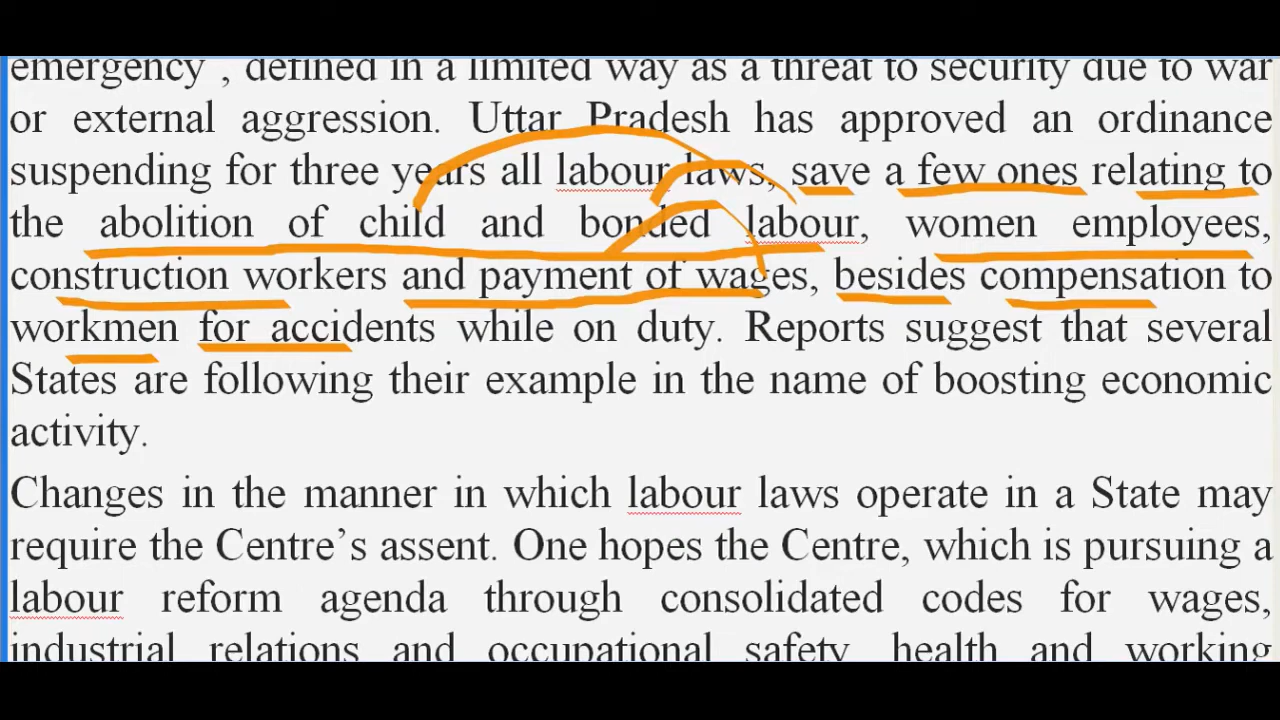 emergency", defined in a limited way as a threat to security due to war
or external aggression. Uttar Pradesh has approved an ordinance
suspending for three years all labour laws, save a few ones relating to
the abolition of child and bonded labour, women employees,
construction workers and payment of wages, besides compensation to
workmen for accidents while on duty. Reports suggest that several
States are following their example in the name of boosting economic
activity.
Changes in the manner in which labour laws operate in a State may
require the Centre’s assent. One hopes the Centre, which is pursuing a
labour reform agenda through consolidated codes for wages,
industrial relations and occupational safety, health and working